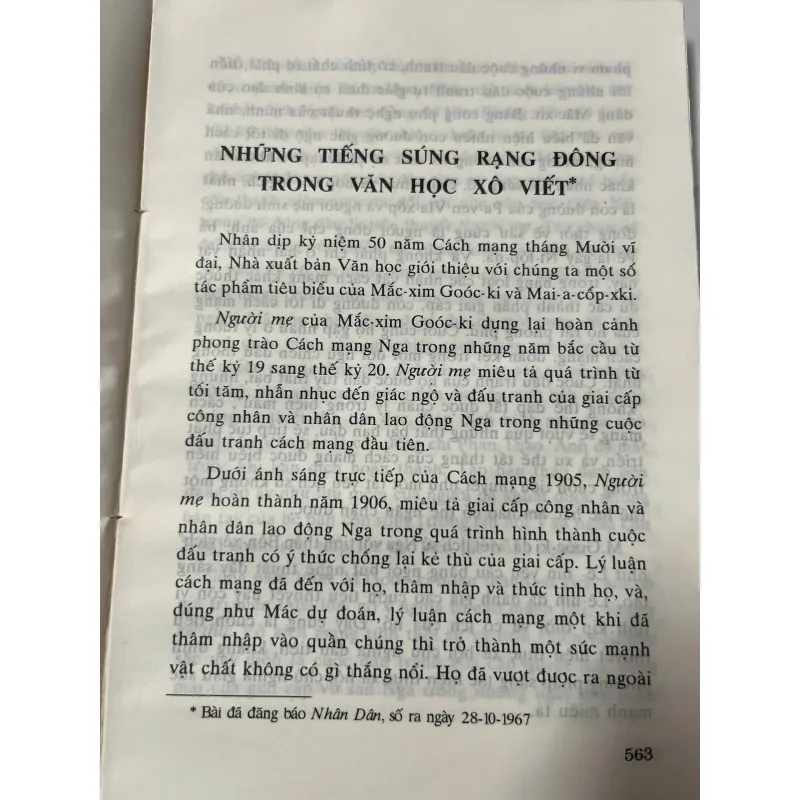 NHỮNG TIẾNG SÚNG RẠNG ĐÔNG
TRONG VĂN HỌC XÔ VIẾT*
Nhân dịp kỷ niệm 50 năm Cách mạng tháng Mười vĩ
đại, Nhà xuất bản Văn học giới thiệu với chúng ta một số
tác phẩm tiêu biểu của Mắc-xim Goóc-ki và Mai-a-cốp-xki.
Người mẹ của Mắc-xim Goóc-ki dựng lại hoàn cảnh
phong trào Cách mạng Nga trong những năm bắc cầu từ
thế kỷ 19 sang thế kỷ 20. Người mẹ miêu tả quá trình từ
tối tăm, nhẫn nhục đến giác ngộ và đấu tranh của giai cấp
công nhân và nhân dân lao động Nga trong những cuộc
đấu tranh cách mạng đầu tiên.
Dưới ánh sáng trực tiếp của Cách mạng 1905, Người
mẹ hoàn thành năm 1906, miêu tả giai cấp công nhân và
nhân dân lao động Nga trong quá trình hình thành cuộc
đấu tranh có ý thức chống lại kẻ thù của giai cấp. Lý luận
cách mạng đã đến với họ, thâm nhập và thức tỉnh họ, và,
đúng như Mác dự đoán, lý luận cách mạng một khi đã
thâm nhập vào quần chúng thì trở thành một sức mạnh
vật chất không có gì thắng nổi. Họ đã vượt được ra ngoài
* Bài đã đăng báo Nhân Dân, số ra ngày 28-10-1967
563